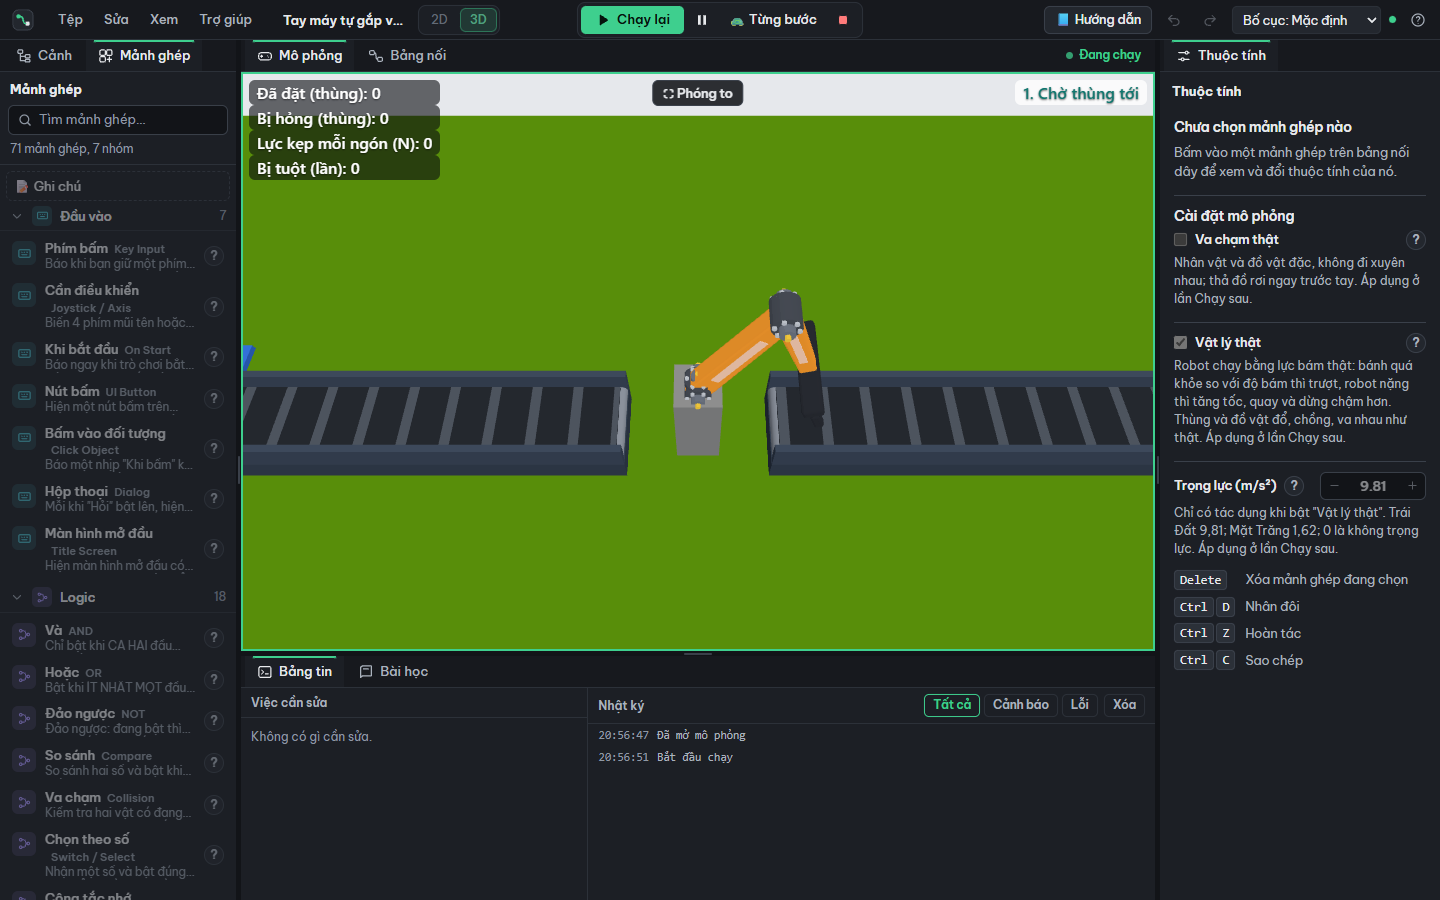 Tệp Sửa Xem Trợ giúp Tay máy tự gắp v... 2D 3D Chạy lại Từng bước Hướng dẫn Bố cục: Mặc định
Cảnh Mảnh ghép
Mảnh ghép
Tìm mảnh ghép...
71 mảnh ghép, 7 nhóm
Ghi chú
Đầu vào 7
Phím bấm Key Input ?
Báo khi bạn giữ một phím...
Cần điều khiển
Joystick / Axis ?
Biến 4 phím mũi tên hoặc...
Khi bắt đầu On Start ?
Báo ngay khi trò chơi bắt...
Nút bấm UI Button ?
Hiện một nút bấm trên...
Bấm vào đối tượng
Click Object ?
Báo một nhịp "Khi bấm" k...
Hộp thoại Dialog ?
Mỗi khi "Hỏi" bật lên, hiện...
Màn hình mở đầu
Title Screen ?
Hiện màn hình mở đầu có...
Logic 18
Và AND ?
Chỉ bật khi CẢ HAI đầu...
Hoặc OR ?
Bật khi ÍT NHẤT MỘT đầu...
Đảo ngược NOT ?
Đảo ngược: đang bật thì...
So sánh Compare ?
So sánh hai số và bật khi...
Va chạm Collision ?
Kiểm tra hai vật có đang...
Chọn theo số
Switch / Select ?
Nhận một số và bật đúng...
Công tắc nhớ
Mô phỏng Bảng nối Đang chạy
Đã đặt (thùng): 0
Bị hỏng (thùng): 0
Lực kẹp mỗi ngón (N): 0
Bị tuột (lần): 0
Phóng to
1. Chờ thùng tới
Bảng tin Bài học
Việc cần sửa
Không có gì cần sửa.
Nhật ký Tất cả Cảnh báo Lỗi Xóa
20:56:47 Đã mở mô phỏng
20:56:51 Bắt đầu chạy
Thuộc tính
Thuộc tính
Chưa chọn mảnh ghép nào
Bấm vào một mảnh ghép trên bảng nối
dây để xem và đổi thuộc tính của nó.
Cài đặt mô phỏng
Va chạm thật ?
Nhân vật và đồ vật đặc, không đi xuyên
nhau; thả đồ rơi ngay trước tay. Áp dụng ở
lần Chạy sau.
Vật lý thật ?
Robot chạy bằng lực bám thật: bánh quá
khỏe so với độ bám thì trượt, robot nặng
thì tăng tốc, quay và dừng chậm hơn.
Thùng và đồ vật đổ, chồng, va nhau như
thật. Áp dụng ở lần Chạy sau.
Trọng lực (m/s²) ? − 9.81 +
Chỉ có tác dụng khi bật "Vật lý thật". Trái
Đất 9,81; Mặt Trăng 1,62; 0 là không trọng
lực. Áp dụng ở lần Chạy sau.
Delete Xóa mảnh ghép đang chọn
Ctrl D Nhân đôi
Ctrl Z Hoàn tác
Ctrl C Sao chép